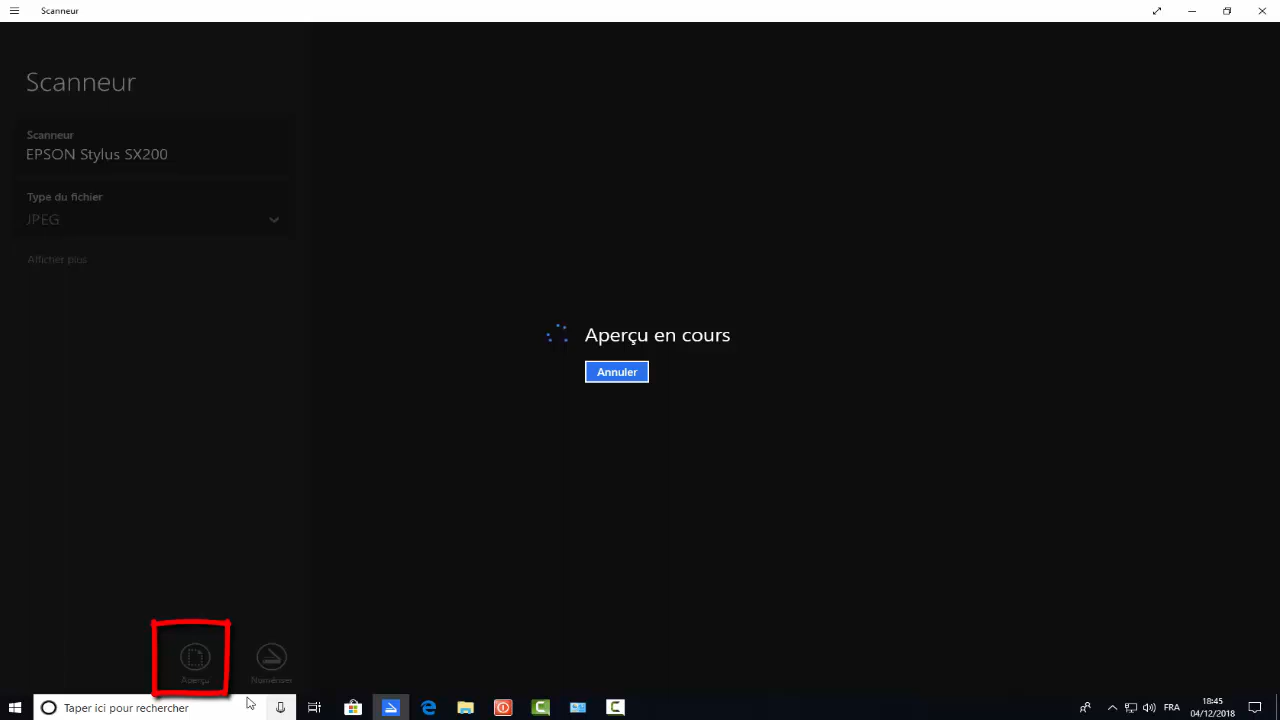 Scanneur
Scanneur
Scanneur
EPSON Stylus SX200
Type du fichier
JPEG
Afficher plus
Aperçu en cours
Annuler
Aperçu
Numériser
Taper ici pour rechercher
FRA
18:45
04/12/2018